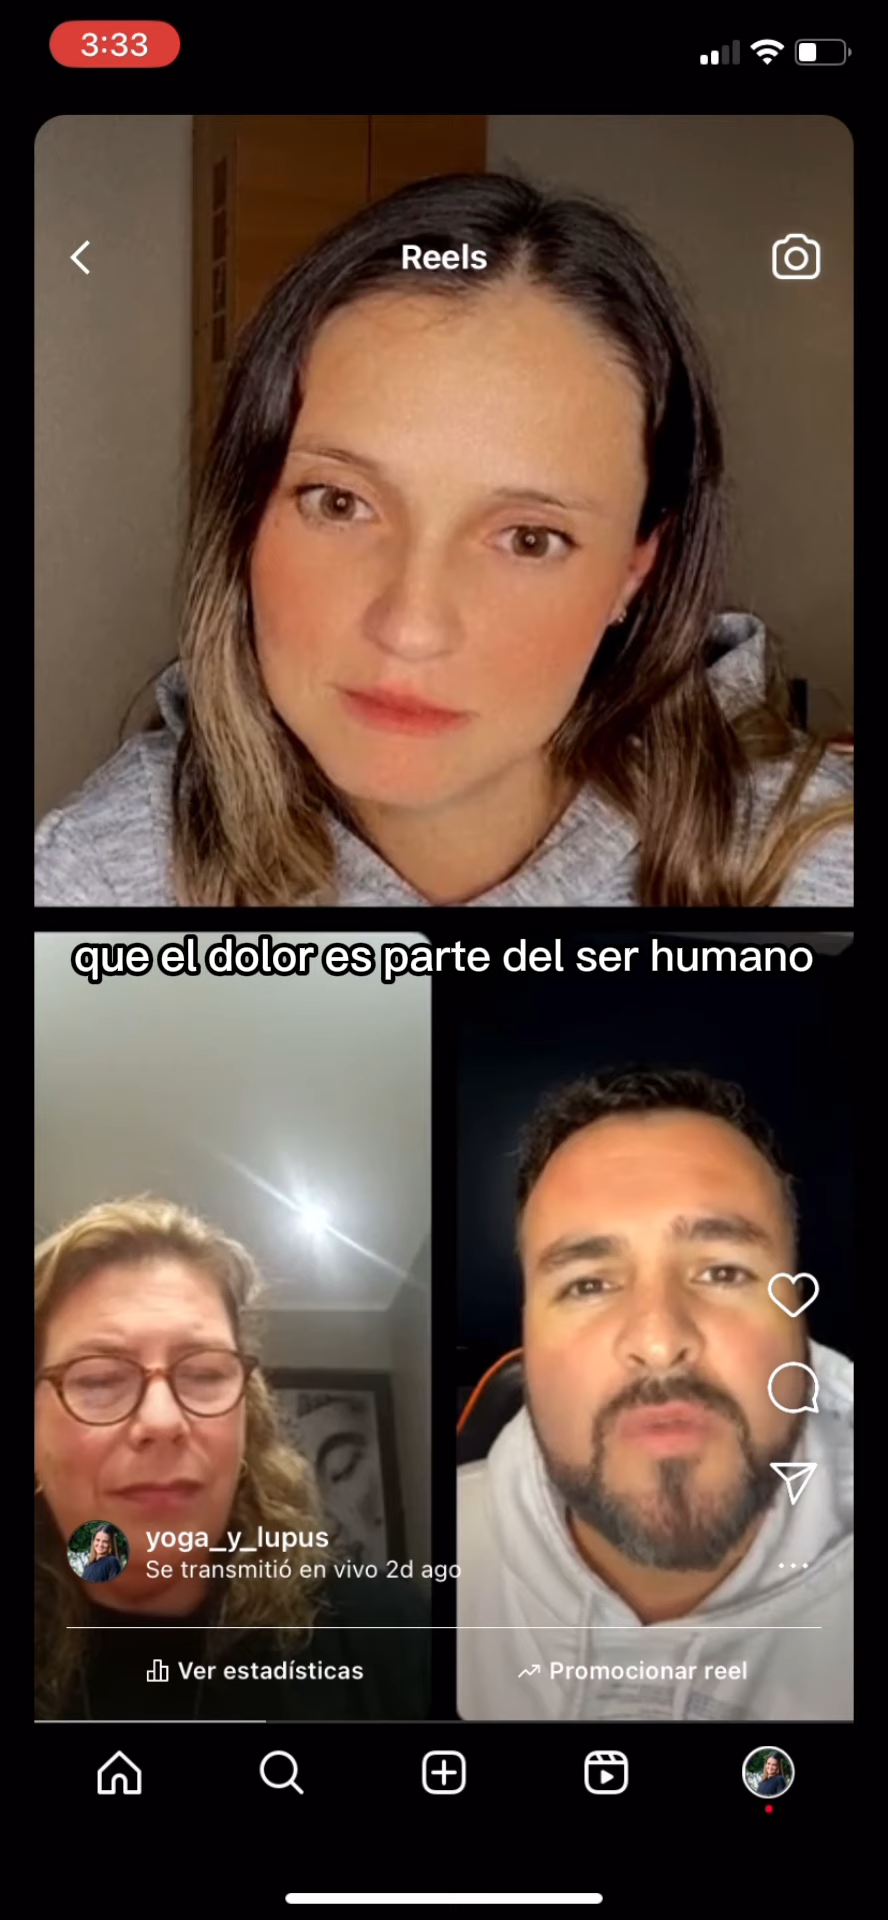 3:33
Reels
que el dolor es parte del ser humano
yoga_y_lupus
Se transmitió en vivo 2d ago
Ver estadísticas
Promocionar reel